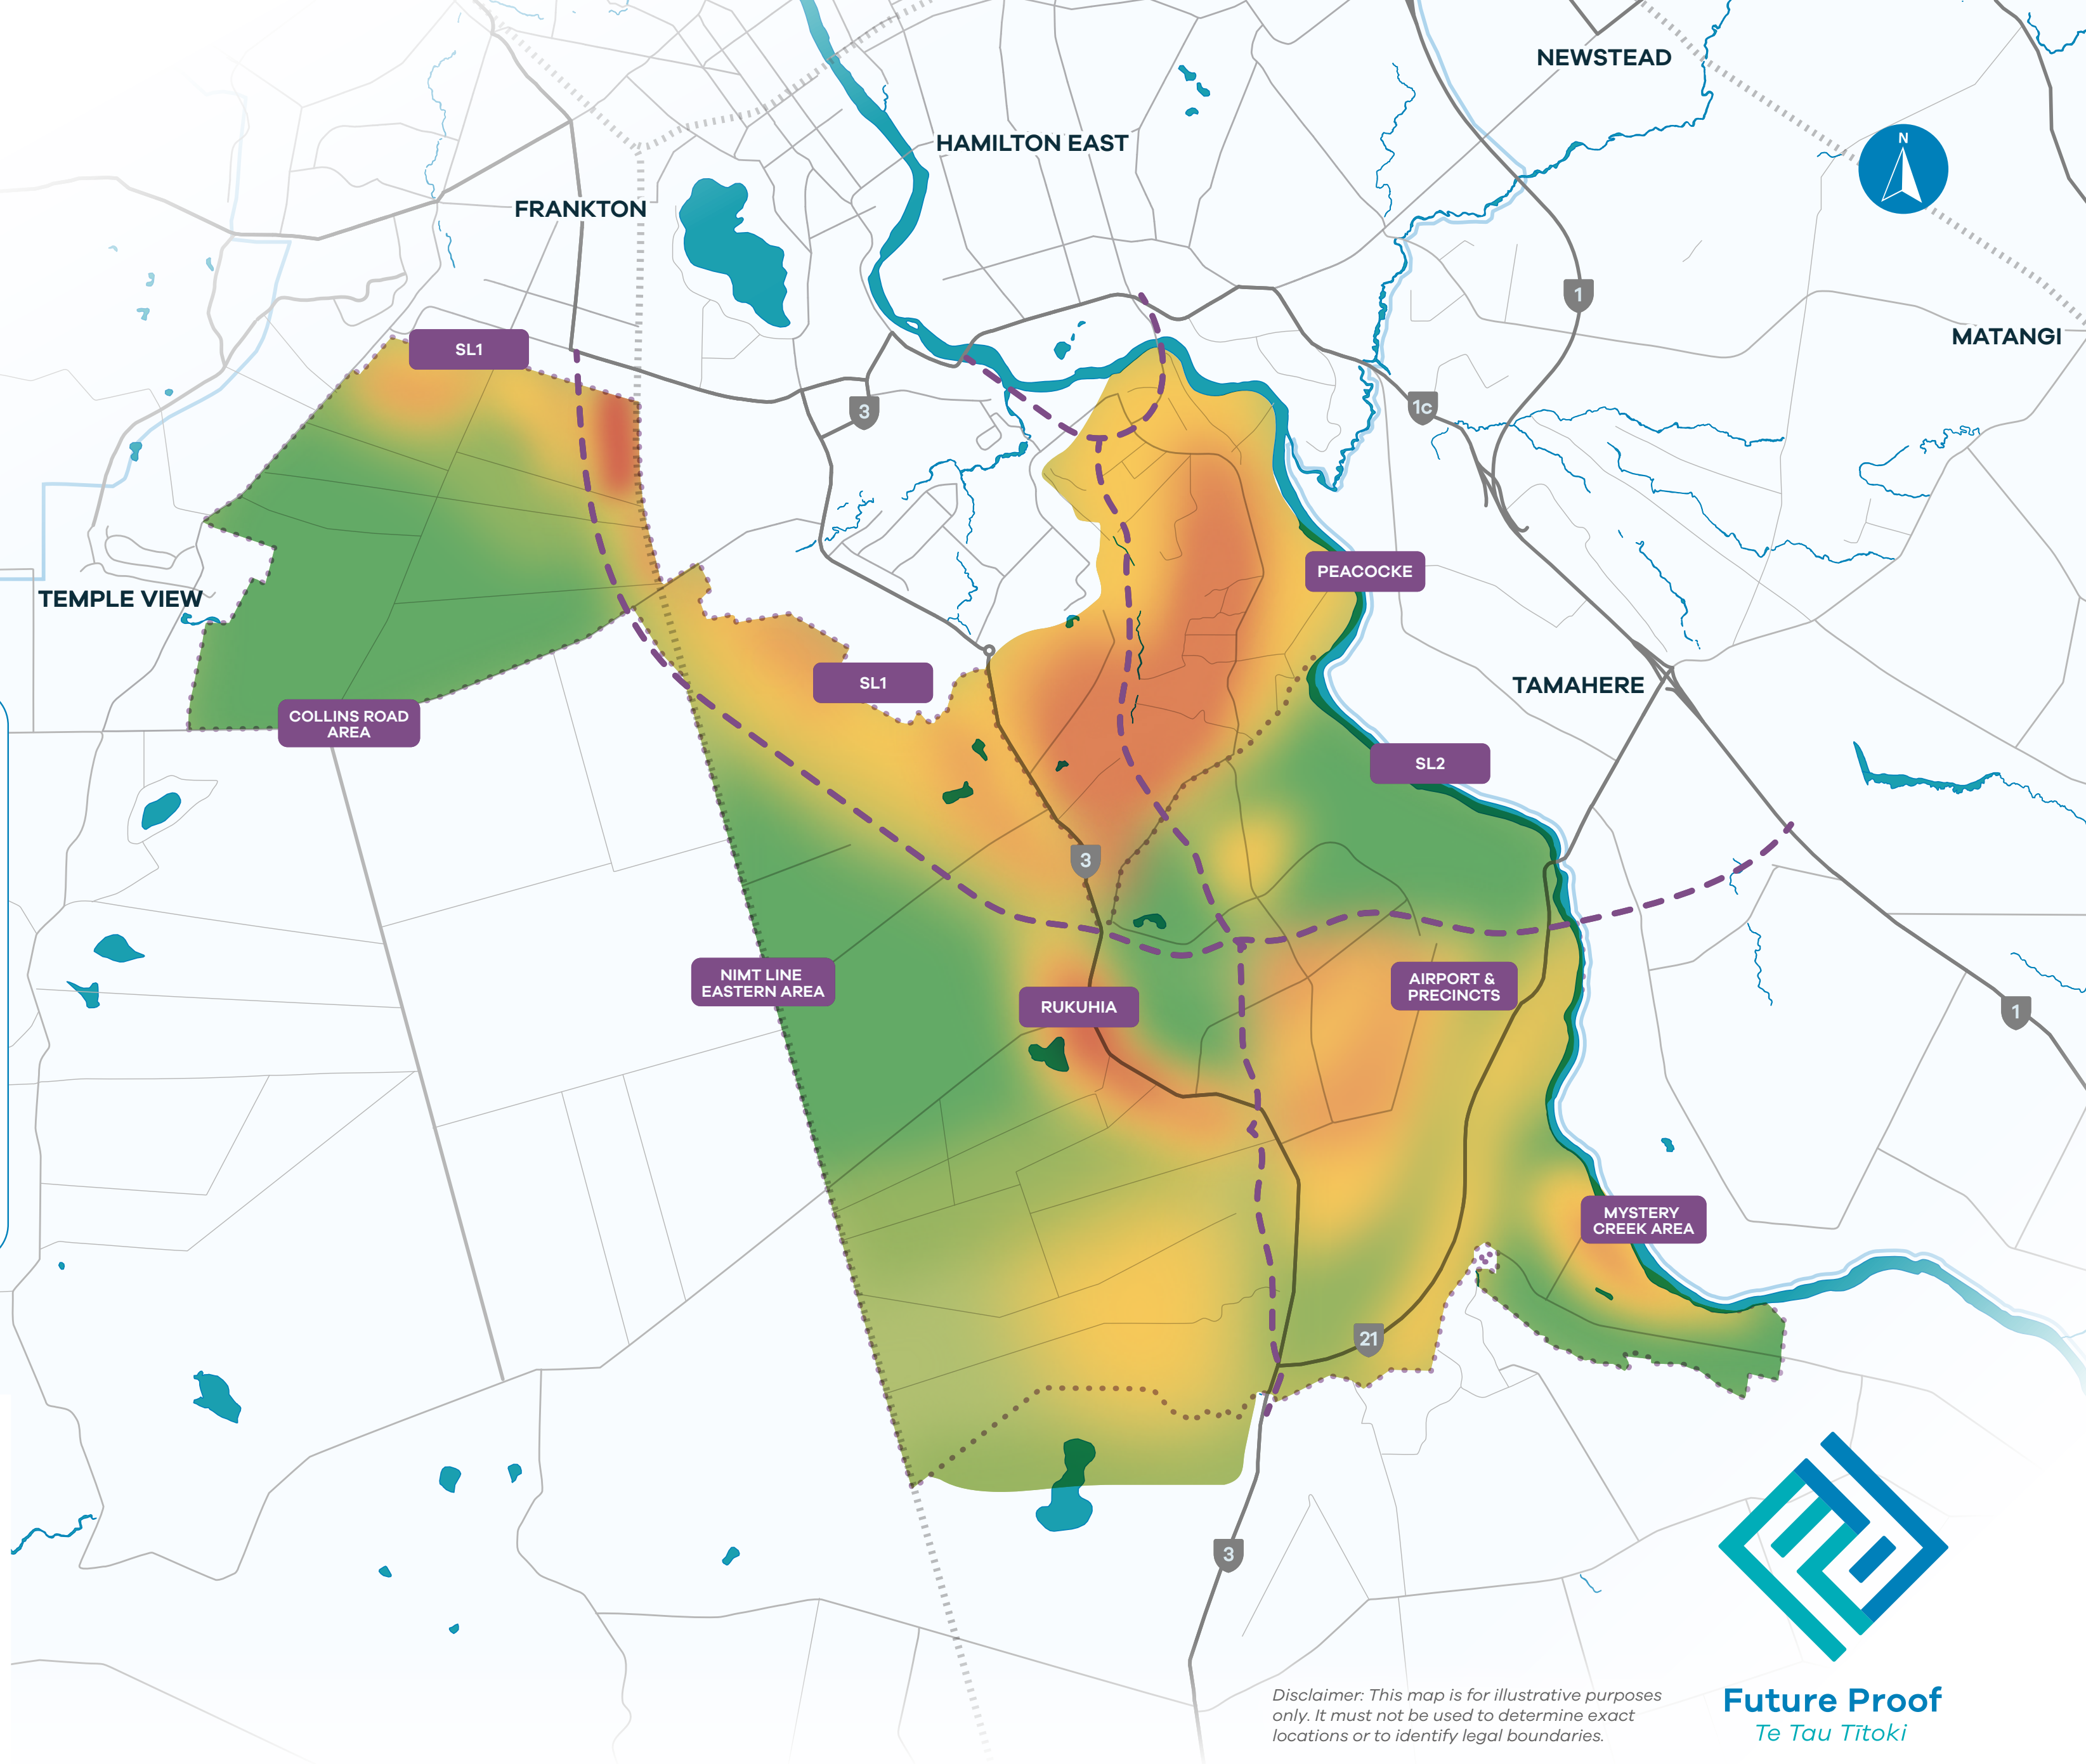 NEWSTEAD
HAMILTON EAST
N
FRANKTON
1
MATANGI
SL1
3
1c
PEACOCKE
TEMPLE VIEW
SL1
TAMAHERE
COLLINS ROAD
AREA
SL2
3
NIMT LINE
EASTERN AREA
RUKUHIA
AIRPORT &
PRECINCTS
1
MYSTERY
CREEK AREA
21
3
Disclaimer: This map is for illustrative purposes
only. It must not be used to determine exact
locations or to identify legal boundaries.
Future Proof
Te Tau Tītoki